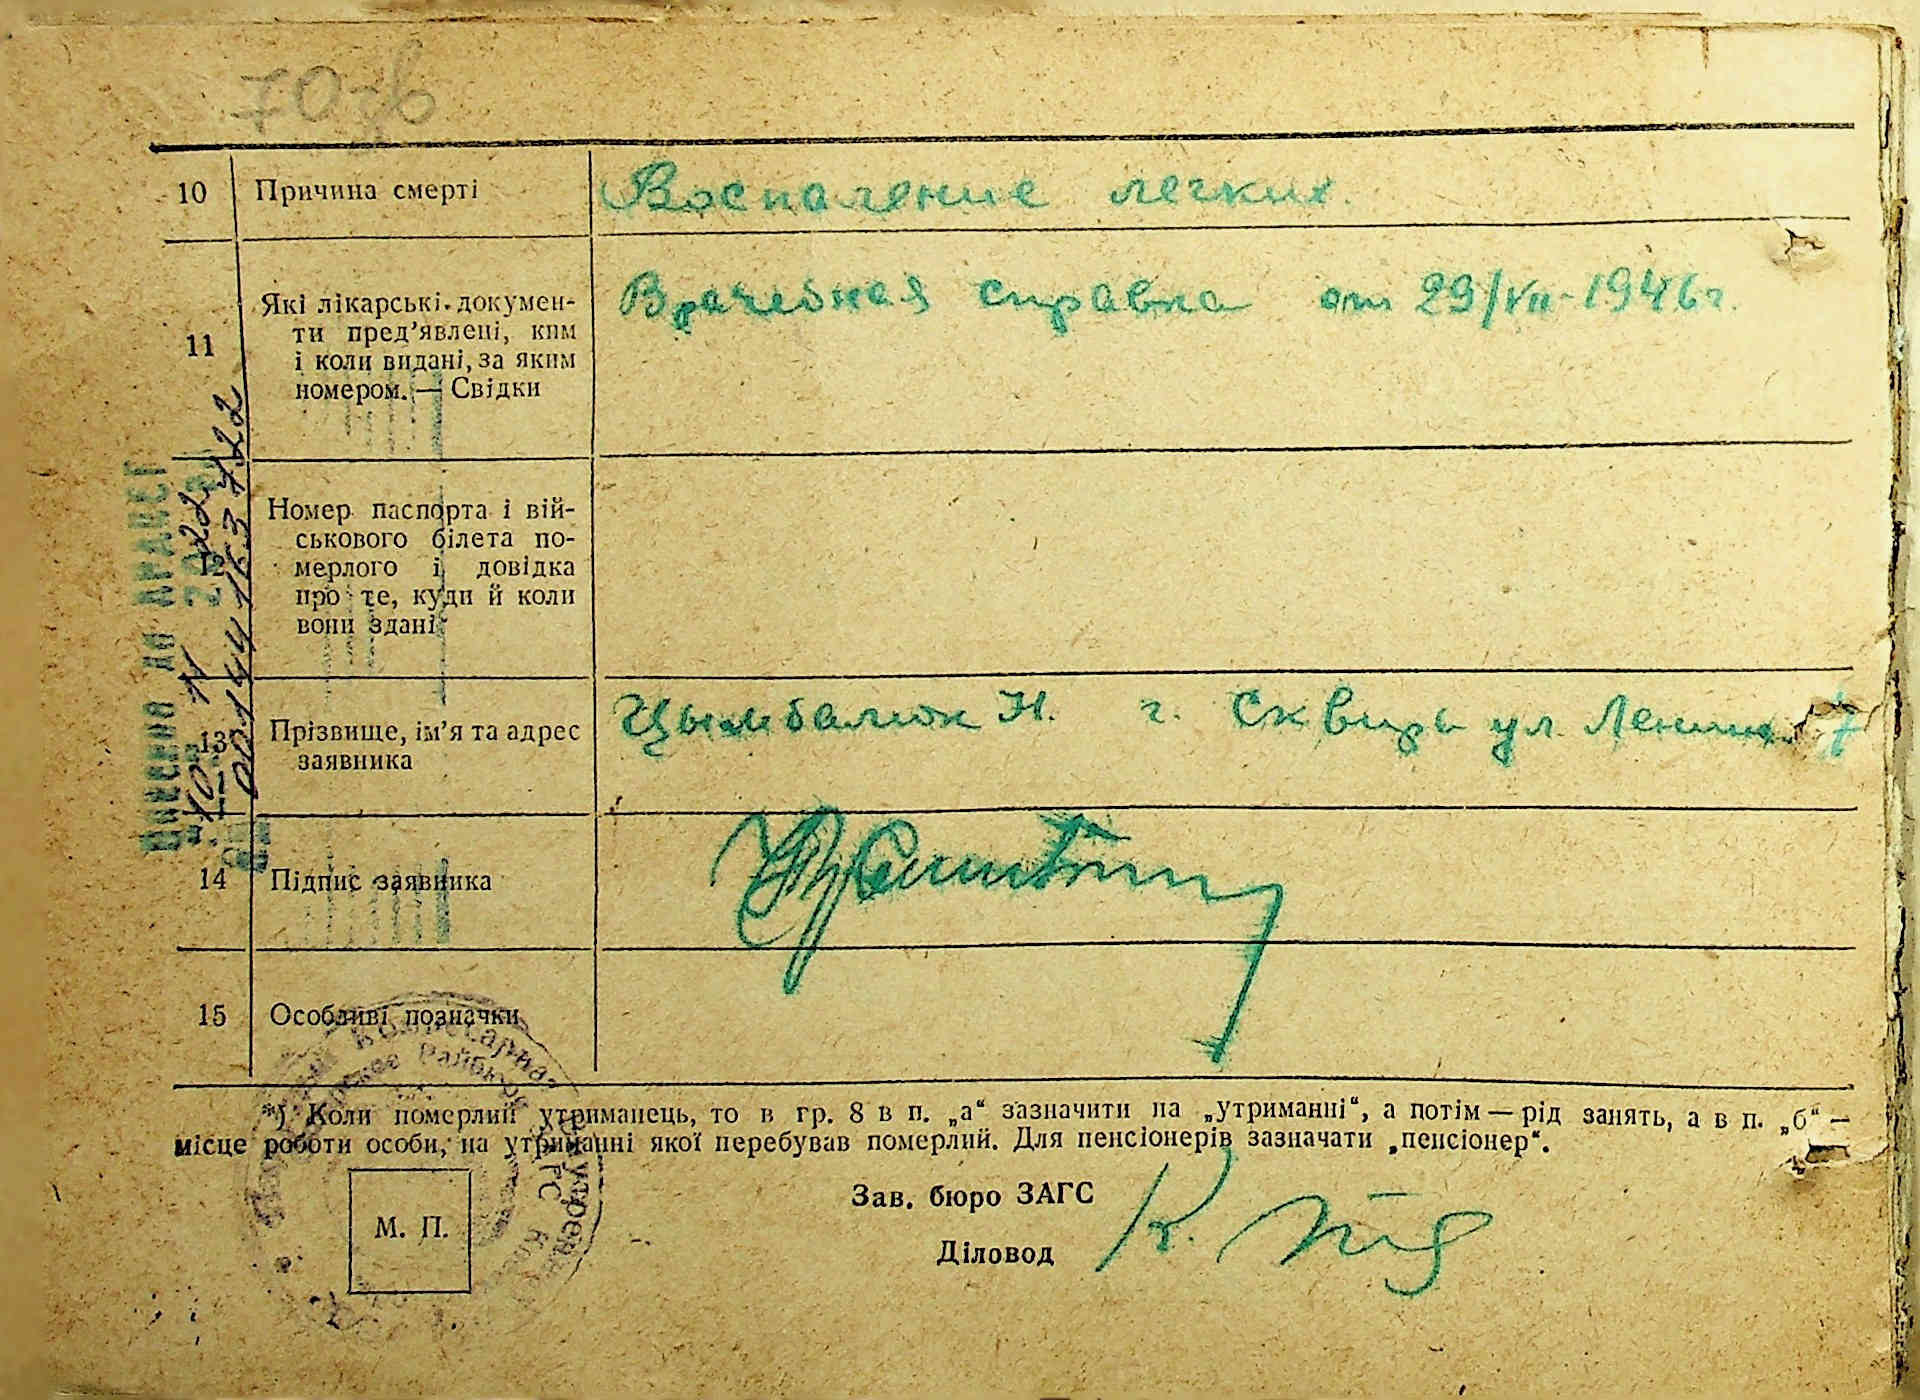 70зв
10 Причина смерті Воспаление легких.
11 Які лікарські документи пред'явлені, ким і коли видані, за яким номером. — Свідки Врачебная справка от 29/VII-1946г.
12 Номер паспорта і військового білета померлого і довідка про те, куди й коли вони здані
13 Прізвище, ім'я та адрес заявника Цымбалюк Н. г. Сквира ул Ленина 7
14 Підпис заявника
15 Особливі позначки
*) Коли померлий утриманець, то в гр. 8 в п. „а“ зазначити на „утриманні“, а потім — рід занять, а в п. „б“ —
місце роботи особи, на утриманні якої перебував померлий. Для пенсіонерів зазначати „пенсіонер“.
Зав. бюро ЗАГС
М. П.
Діловод